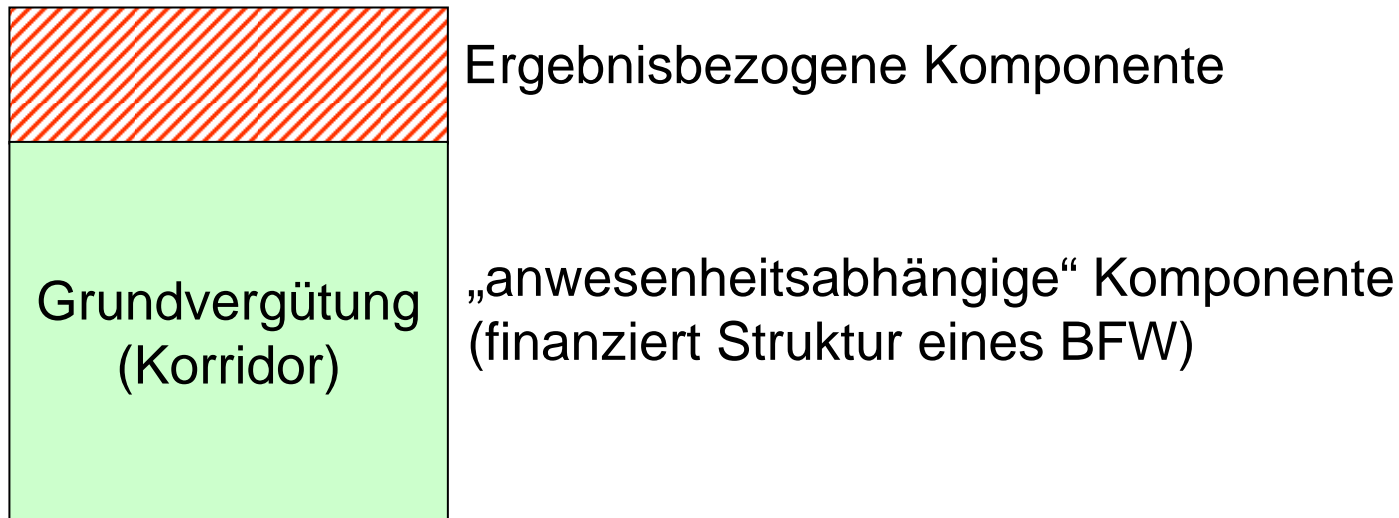 Ergebnisbezogene Komponente
Grundvergütung
(Korridor)
„anwesenheitsabhängige“ Komponente
(finanziert Struktur eines BFW)